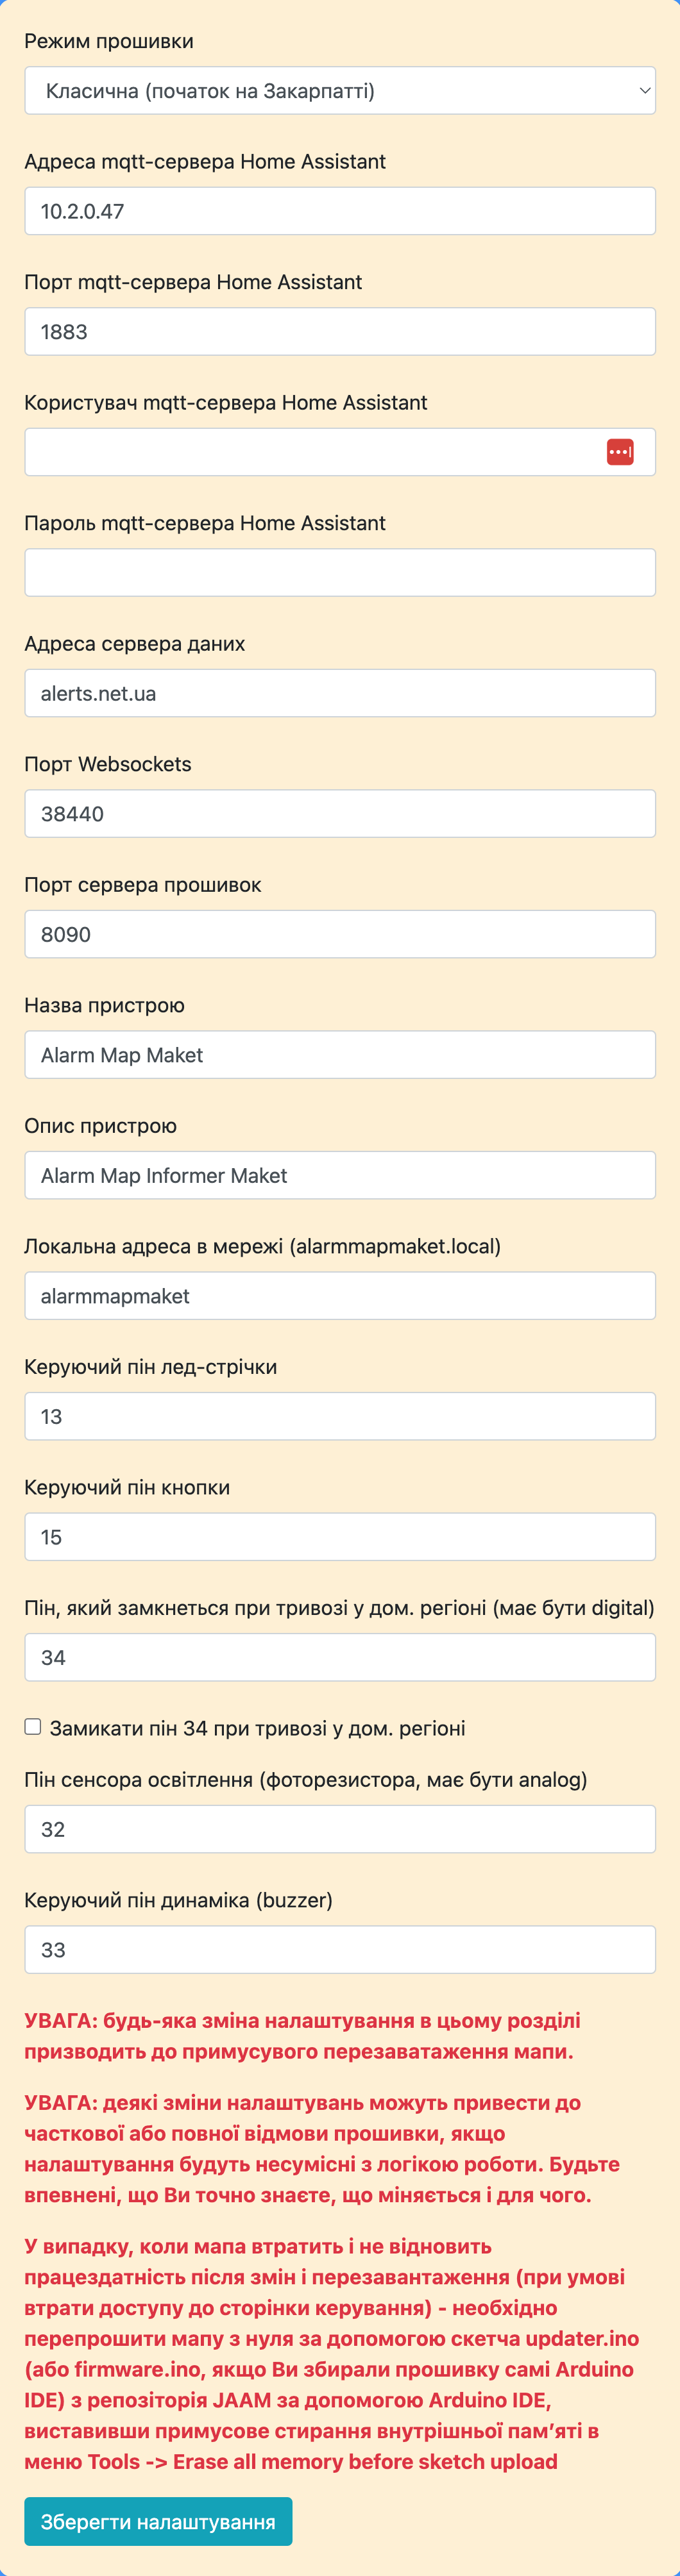 Режим прошивки
Класична (початок на Закарпатті)
Адреса mqtt-сервера Home Assistant
10.2.0.47
Порт mqtt-сервера Home Assistant
1883
Користувач mqtt-сервера Home Assistant
Пароль mqtt-сервера Home Assistant
Адреса сервера даних
alerts.net.ua
Порт Websockets
38440
Порт сервера прошивок
8090
Назва пристрою
Alarm Map Maket
Опис пристрою
Alarm Map Informer Maket
Локальна адреса в мережі (alarmmapmaket.local)
alarmmapmaket
Керуючий пін лед-стрічки
13
Керуючий пін кнопки
15
Пін, який замкнеться при тривозі у дом. регіоні (має бути digital)
34
Замикати пін 34 при тривозі у дом. регіоні
Пін сенсора освітлення (фоторезистора, має бути analog)
32
Керуючий пін динаміка (buzzer)
33
УВАГА: будь-яка зміна налаштування в цьому розділі
призводить до примусового перезаватаження мапи.
УВАГА: деякі зміни налаштувань можуть привести до
часткової або повної відмови прошивки, якщо
налаштування будуть несумісні з логікою роботи. Будьте
впевнені, що Ви точно знаєте, що міняється і для чого.
У випадку, коли мапа втратить і не відновить
працездатність після змін і перезавантаження (при умові
втрати доступу до сторінки керування) - необхідно
перепрошити мапу з нуля за допомогою скетча updater.ino
(або firmware.ino, якщо Ви збирали прошивку самі Arduino
IDE) з репозиторія JAAM за допомогою Arduino IDE,
виставивши примусове стирання внутрішньої пам’яті в
меню Tools -> Erase all memory before sketch upload
Зберегти налаштування